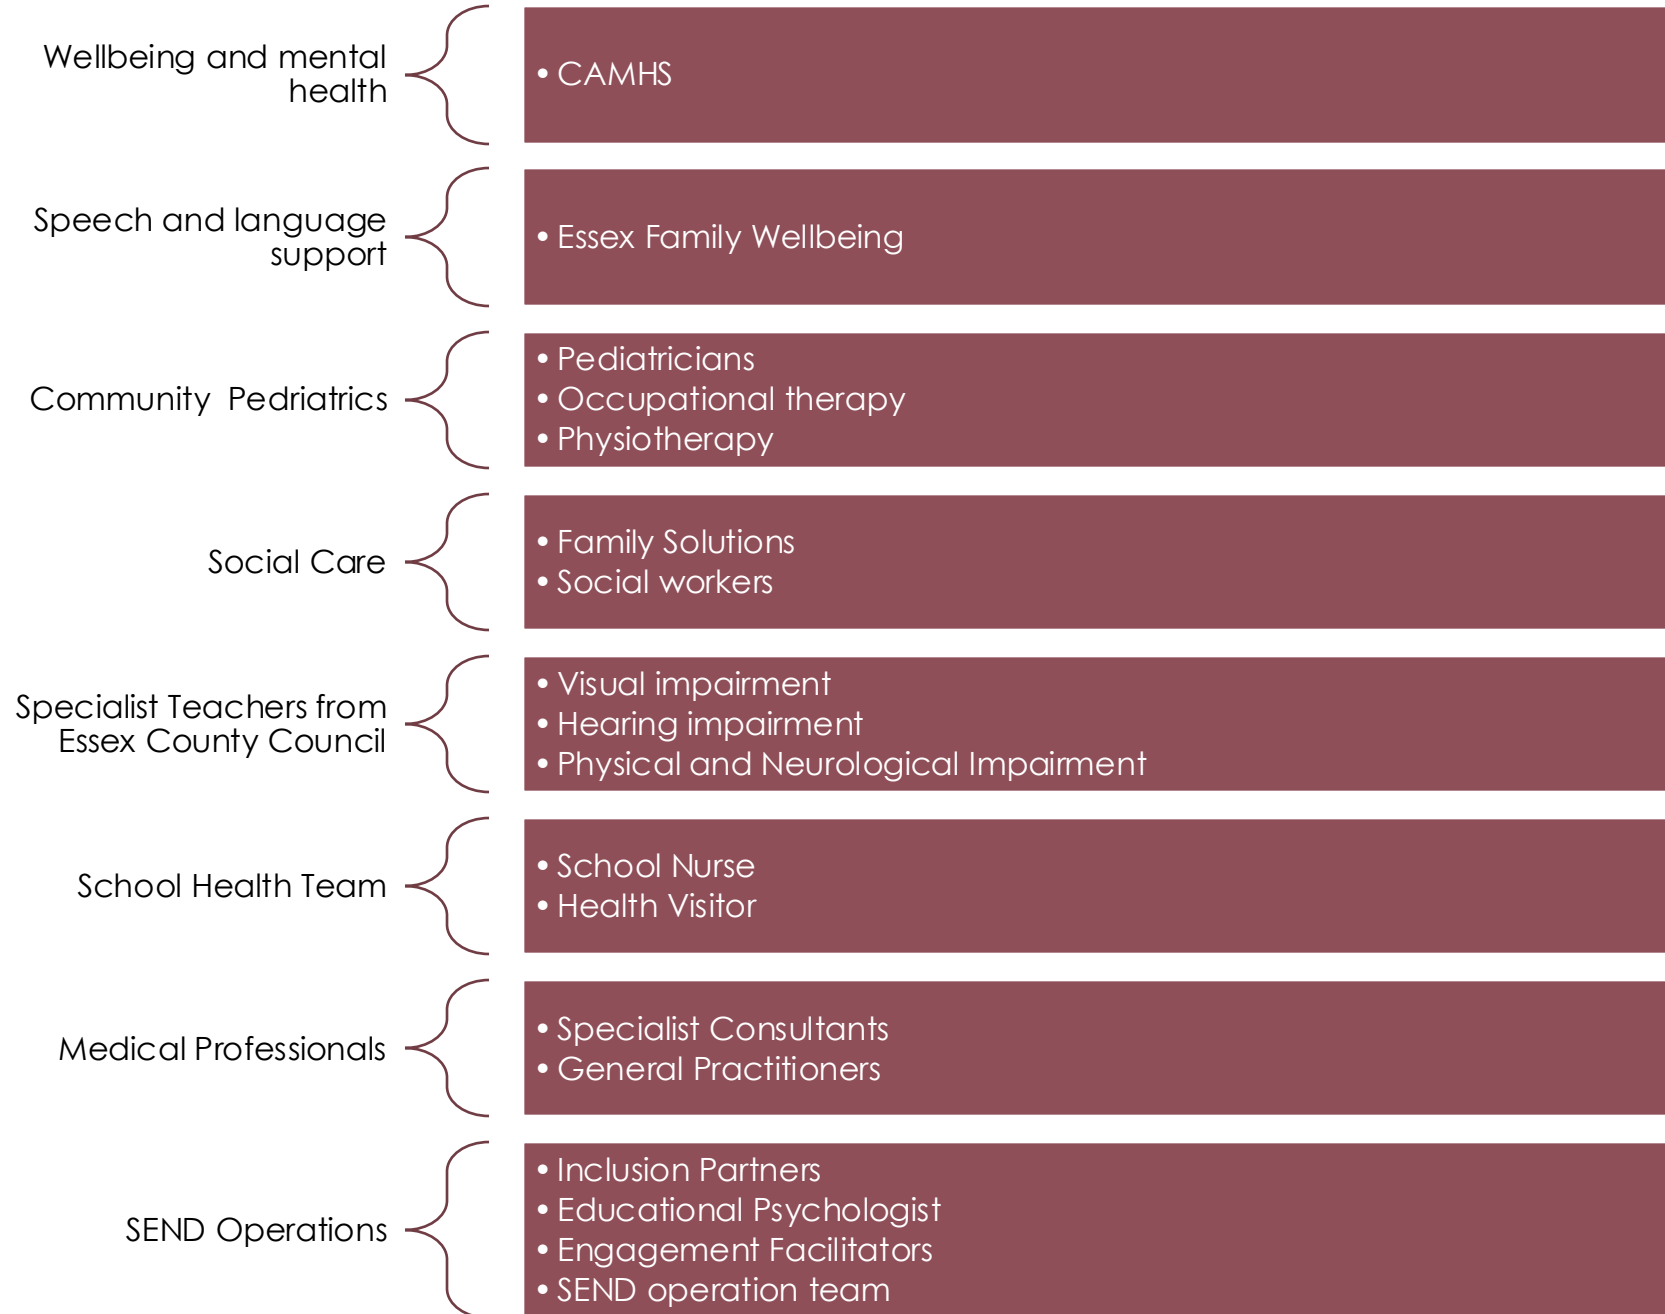 Wellbeing and mental
health
• CAMHS
Speech and language
support
• Essex Family Wellbeing
Community  Pedriatrics
• Pediatricians
• Occupational therapy
• Physiotherapy
Social Care
• Family Solutions
• Social workers
Specialist Teachers from
Essex County Council
• Visual impairment
• Hearing impairment
• Physical and Neurological Impairment
School Health Team
• School Nurse
• Health Visitor
Medical Professionals
• Specialist Consultants
• General Practitioners
SEND Operations
• Inclusion Partners
• Educational Psychologist
• Engagement Facilitators
• SEND operation team